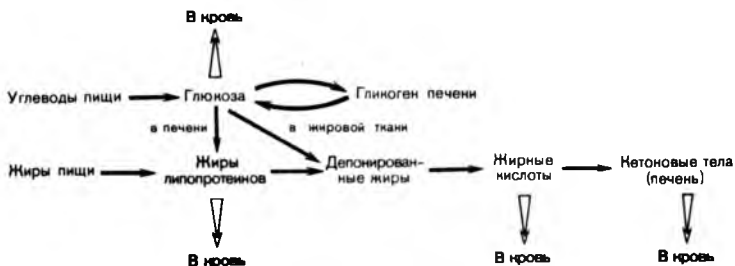 В кровь
Углеводы пищи
Глюкоза
Гликоген печени
в печени
в жировой ткани
Жиры пищи
Жиры
липопротеинов
Депонирован-
ные жиры
Жирные
кислоты
Кетоновые тела
(печень)
В кровь
В кровь
В кровь